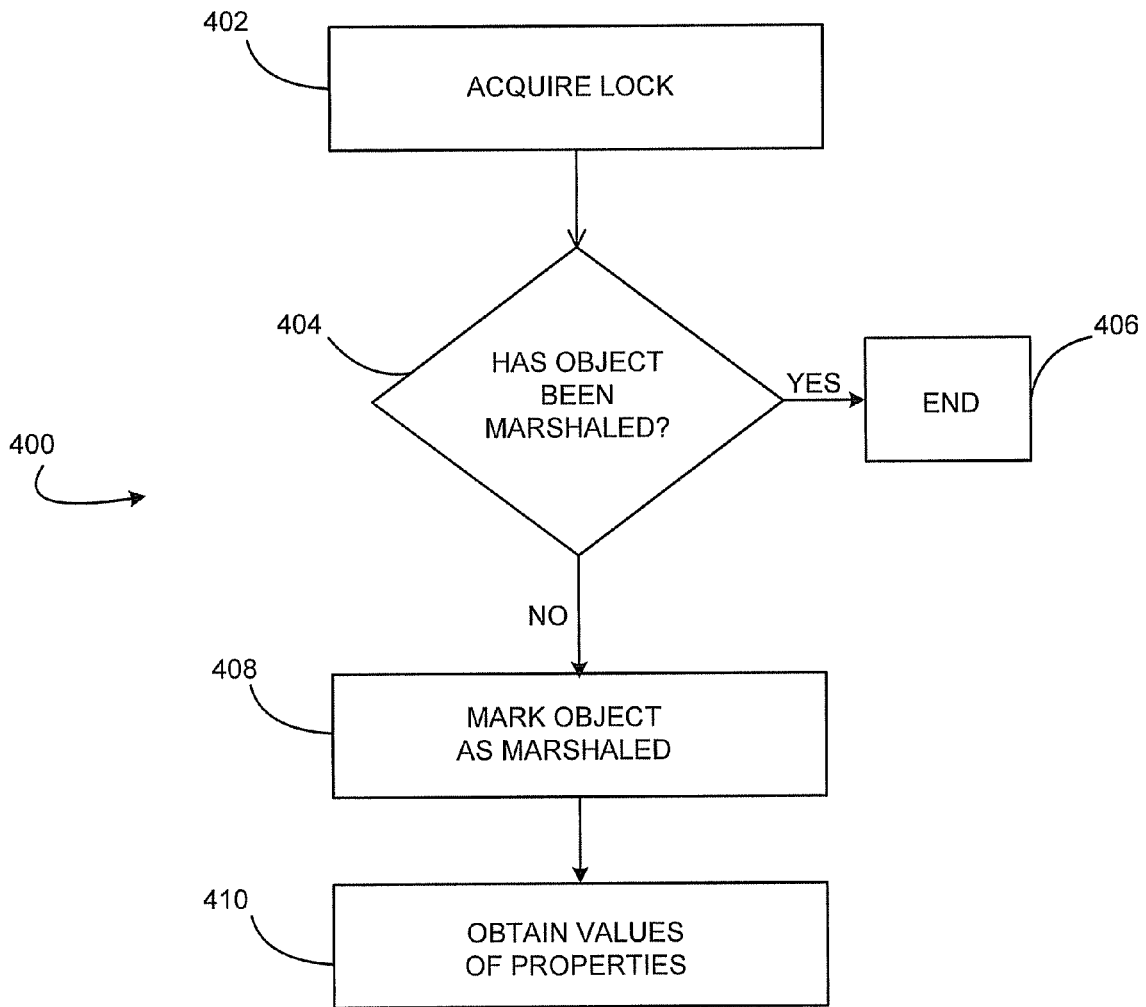 402
ACQUIRE LOCK
404
HAS OBJECT
BEEN
MARSHALED?
YES
406
END
400
NO
408
MARK OBJECT
AS MARSHALED
410
OBTAIN VALUES
OF PROPERTIES